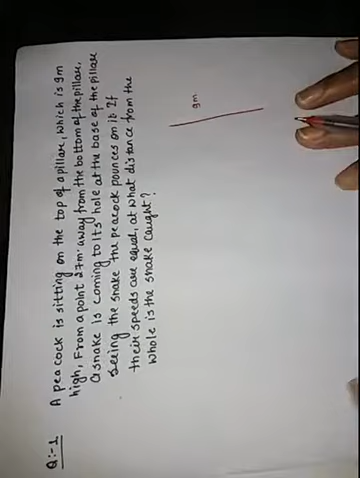 Q:-1 A peacock is sitting on the top of a pillar, which is 9m
high, From a point 27m away from the bottom of the pillar,
a snake is coming to its hole at the base of the pillar
seeing the snake the peacock pounces on it. If
their speeds are equal, at what distance from the
whole is the snake caught?
9m